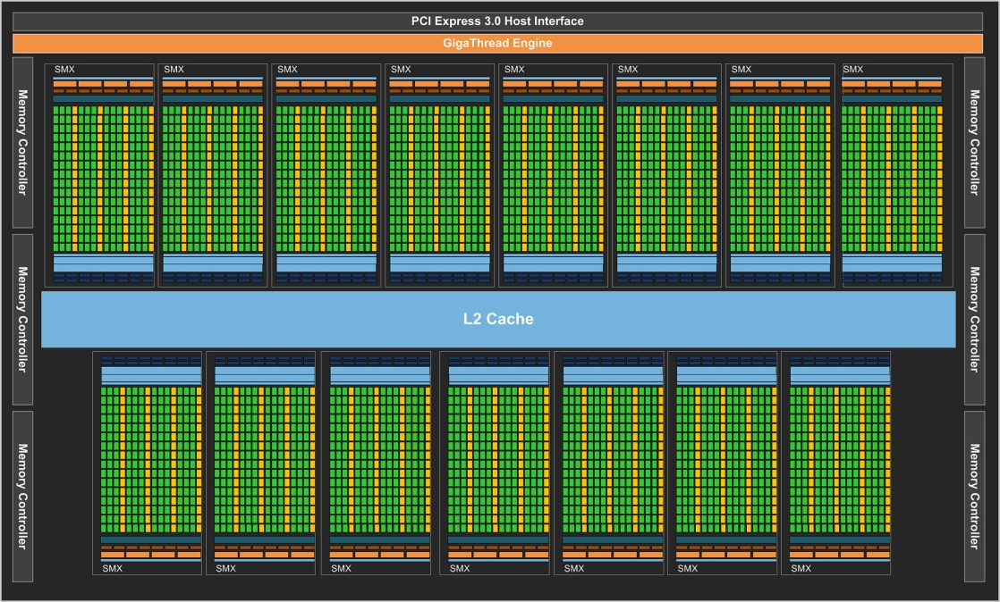 PCI Express 3.0 Host Interface
GigaThread Engine
SMX
SMX
SMX
SMX
SMX
SMX
SMX
SMX
Memory Controller
Memory Controller
Memory Controller
Memory Controller
Memory Controller
Memory Controller
L2 Cache
SMX
SMX
SMX
SMX
SMX
SMX
SMX